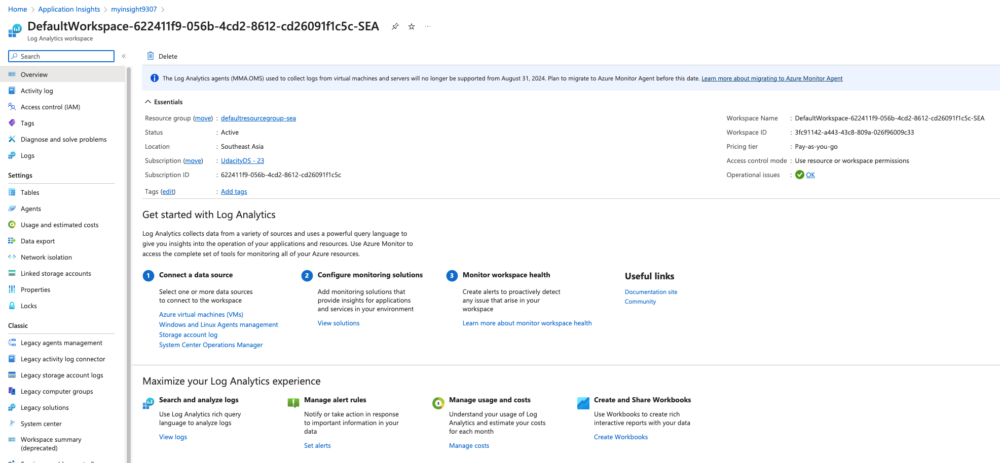 Home > Application Insights > myinsight9307 >
DefaultWorkspace-622411f9-056b-4cd2-8612-cd26091f1c5c-SEA
Log Analytics workspace
Search
Overview
Activity log
Access control (IAM)
Tags
Diagnose and solve problems
Logs
Settings
Tables
Agents
Usage and estimated costs
Data export
Network isolation
Linked storage accounts
Properties
Locks
Classic
Legacy agents management
Legacy activity log connector
Legacy storage account logs
Legacy computer groups
Legacy solutions
System center
Workspace summary
(deprecated)
Delete
The Log Analytics agents (MMA.OMS) used to collect logs from virtual machines and servers will no longer be supported from August 31, 2024. Plan to migrate to Azure Monitor Agent before this date. Learn more about migrating to Azure Monitor Agent
Essentials
Resource group (move) : defaultresourcegroup-sea
Status : Active
Location : Southeast Asia
Subscription (move) : UdacityDS - 23
Subscription ID : 622411f9-056b-4cd2-8612-cd26091f1c5c
Tags (edit) : Add tags
Workspace Name : DefaultWorkspace-622411f9-056b-4cd2-8612-cd26091f1c5c-SEA
Workspace ID : 3fc91142-a443-43c8-809a-026f96009c33
Pricing tier : Pay-as-you-go
Access control mode : Use resource or workspace permissions
Operational issues : OK
Get started with Log Analytics
Log Analytics collects data from a variety of sources and uses a powerful query language to
give you insights into the operation of your applications and resources. Use Azure Monitor to
access the complete set of tools for monitoring all of your Azure resources.
1 Connect a data source
Select one or more data sources
to connect to the workspace
Azure virtual machines (VMs)
Windows and Linux Agents management
Storage account log
System Center Operations Manager
2 Configure monitoring solutions
Add monitoring solutions that
provide insights for applications
and services in your environment
View solutions
3 Monitor workspace health
Create alerts to proactively detect
any issue that arise in your
workspace
Learn more about monitor workspace health
Useful links
Documentation site
Community
Maximize your Log Analytics experience
Search and analyze logs
Use Log Analytics rich query
language to analyze logs
View logs
Manage alert rules
Notify or take action in response
to important information in your
data
Set alerts
Manage usage and costs
Understand your usage of Log
Analytics and estimate your costs
for each month
Manage costs
Create and Share Workbooks
Use Workbooks to create rich
interactive reports with your data
Create Workbooks